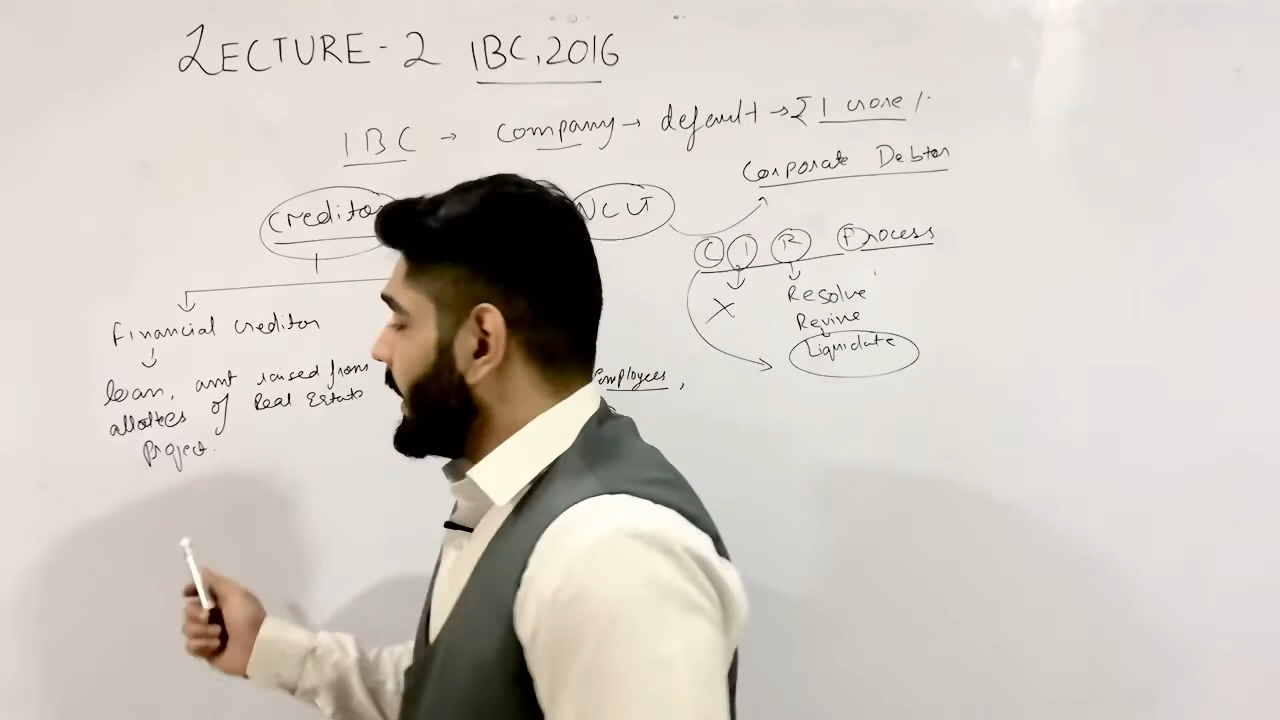 LECTURE - 2 IBC, 2016
IBC → company → default → ₹ 1 crore /-
Corporate Debtor
Creditor
C I R Process
X
Resolve
Revive
Liquidate
Financial creditor
loan, amt raised from
allottees of Real Estate
Project.
Employees,